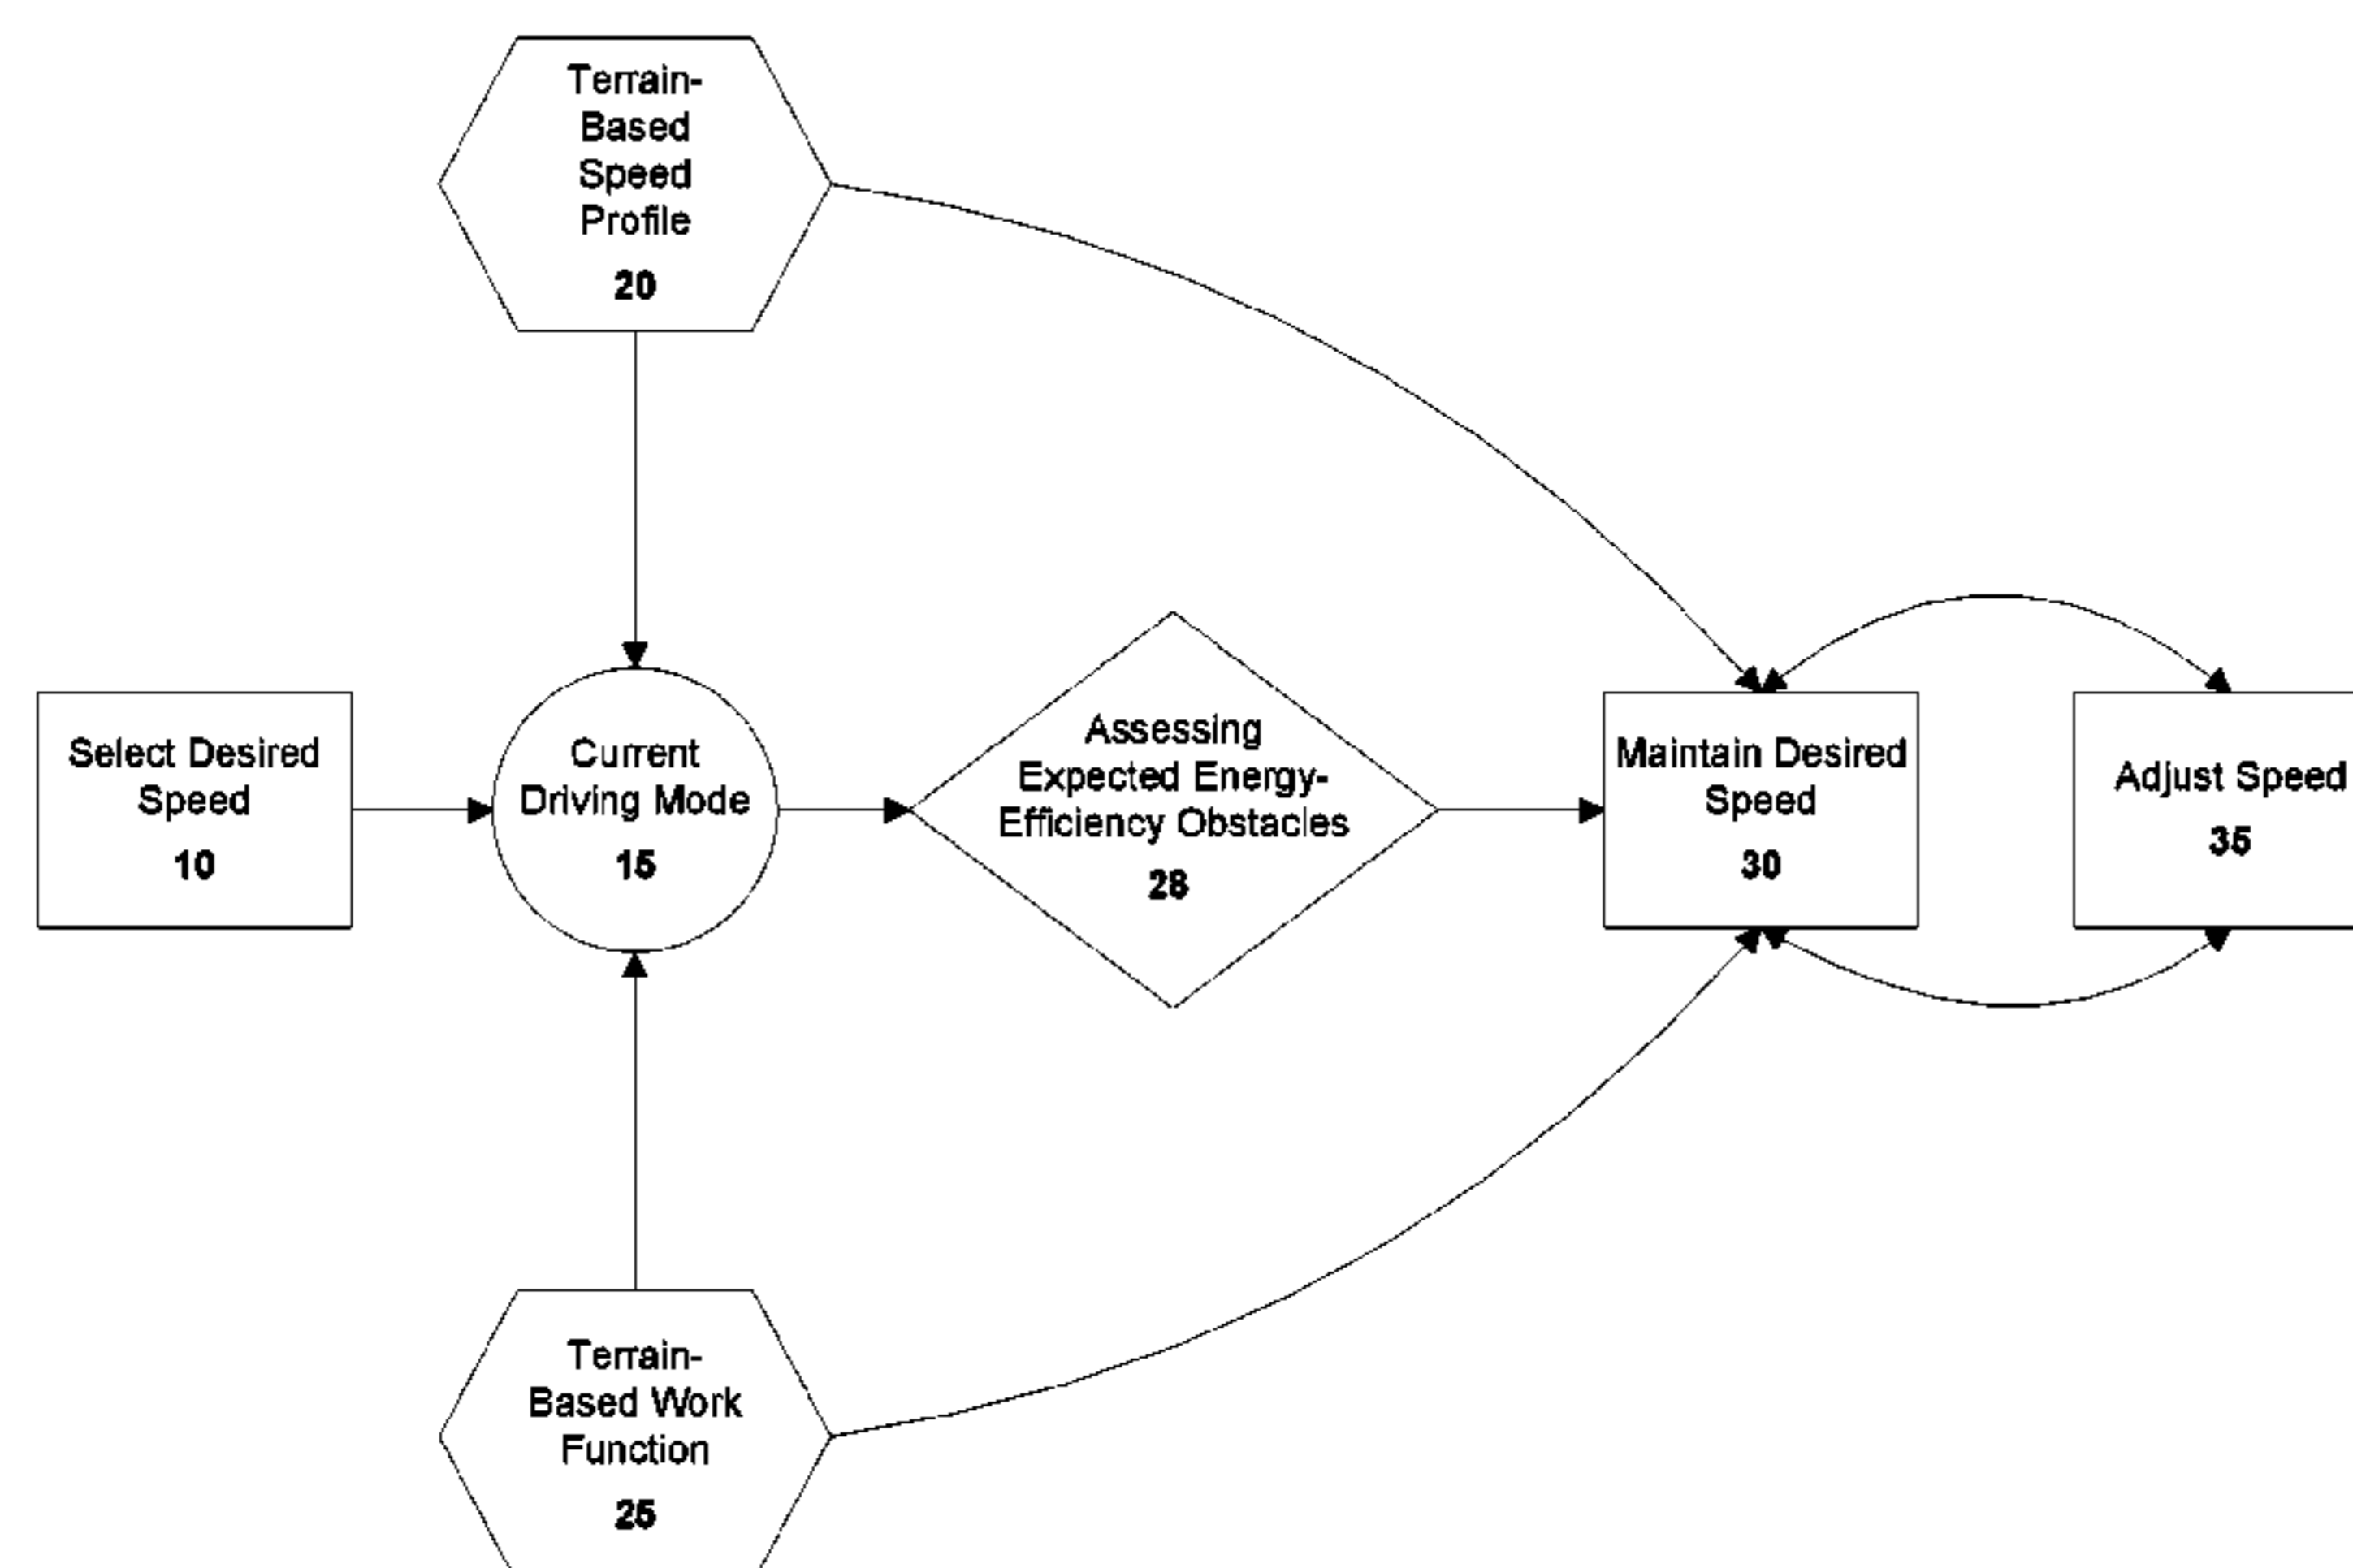 Terrain-
Based
Speed
Profile
20
Select Desired
Speed
10
Current
Driving Mode
15
Assessing
Expected Energy-
Efficiency Obstacles
28
Maintain Desired
Speed
30
Adjust Speed
35
Terrain-
Based Work
Function
25